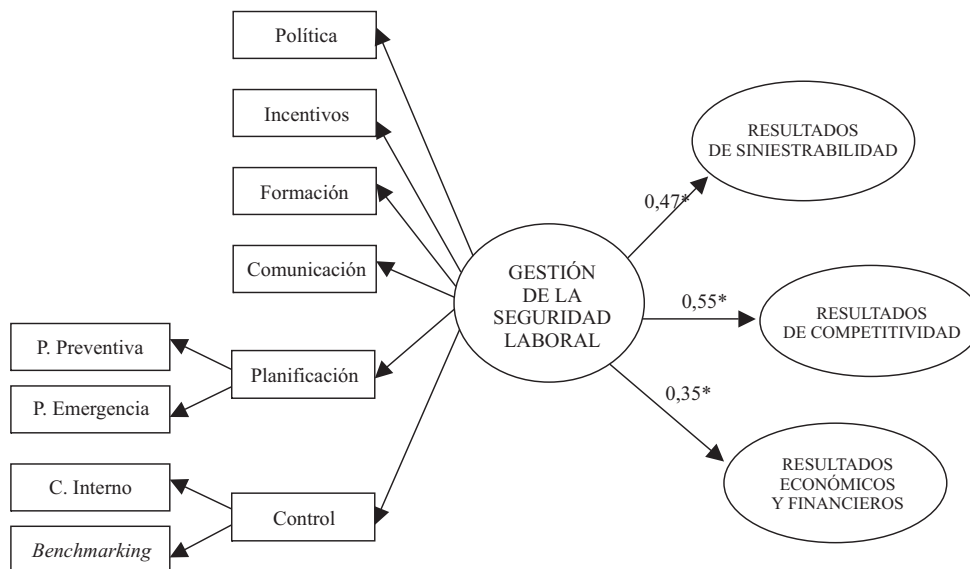 Política
Incentivos
Formación
Comunicación
P. Preventiva
Planificación
P. Emergencia
C. Interno
Control
Benchmarking
GESTIÓN
DE LA
SEGURIDAD
LABORAL
0,47*
0,55*
0,35*
RESULTADOS
DE SINIESTRABILIDAD
RESULTADOS
DE COMPETITIVIDAD
RESULTADOS
ECONÓMICOS
Y FINANCIEROS